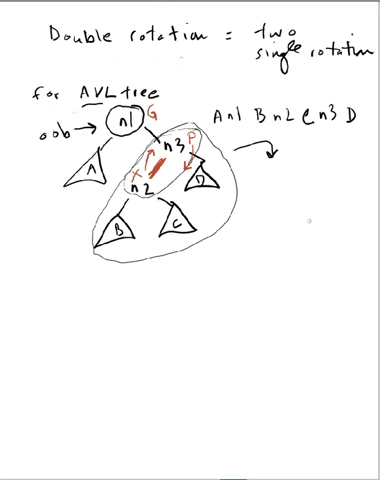 Double rotation = two
single rotation
for AVL tree
oob → n1 G
A n1 B n2 C n3 D
n3 P
A
X
n2
D
B
C